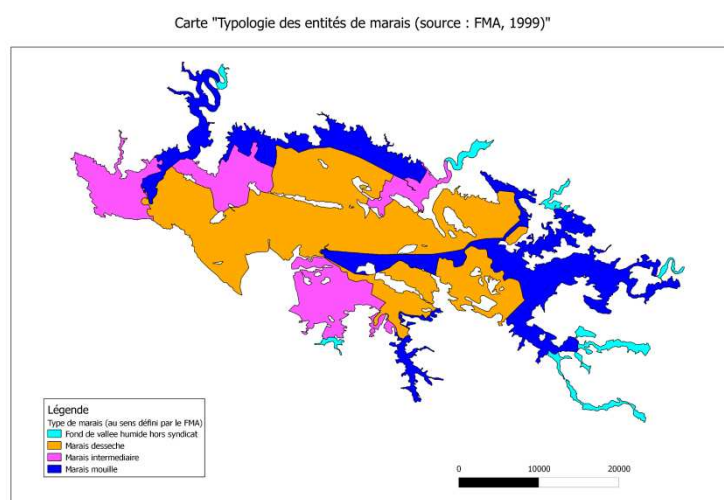 Carte "Typologie des entités de marais (source : FMA, 1999)"
Légende
Type de marais (au sens défini par le FMA)
Fond de vallee humide hors syndicat
Marais desseche
Marais intermediaire
Marais mouille
0 10000 20000